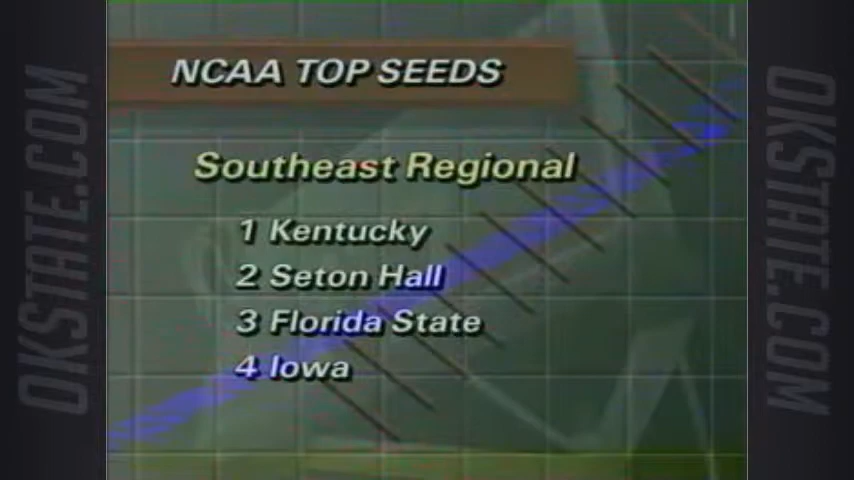 NCAA TOP SEEDS
Southeast Regional
1 Kentucky
2 Seton Hall
3 Florida State
4 Iowa
OKSTATE.COM
OKSTATE.COM